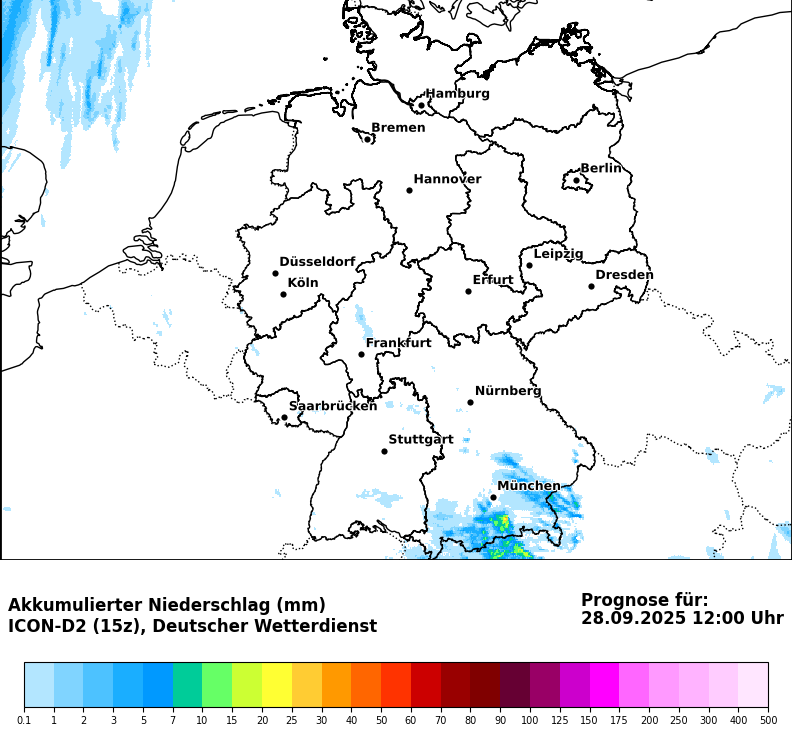 Hamburg
Bremen
Berlin
Hannover
Leipzig
Düsseldorf
Dresden
Köln
Erfurt
Frankfurt
Nürnberg
Saarbrücken
Stuttgart
München
Akkumulierter Niederschlag (mm)
ICON-D2 (15z), Deutscher Wetterdienst
Prognose für:
28.09.2025 12:00 Uhr
0.1 1 2 3 5 7 10 15 20 25 30 40 50 60 70 80 90 100 125 150 175 200 250 300 400 500